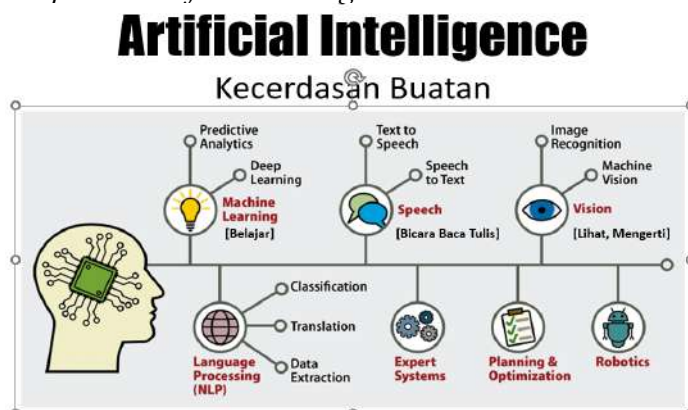 Artificial Intelligence
Kecerdasan Buatan
Predictive
Analytics
Deep
Learning
Machine
Learning
[Belajar]
Text to
Speech
Speech
to Text
Speech
[Bicara Baca Tulis]
Image
Recognition
Machine
Vision
Vision
[Lihat, Mengerti]
Classification
Translation
Data
Extraction
Language
Processing
(NLP)
Expert
Systems
Planning &
Optimization
Robotics